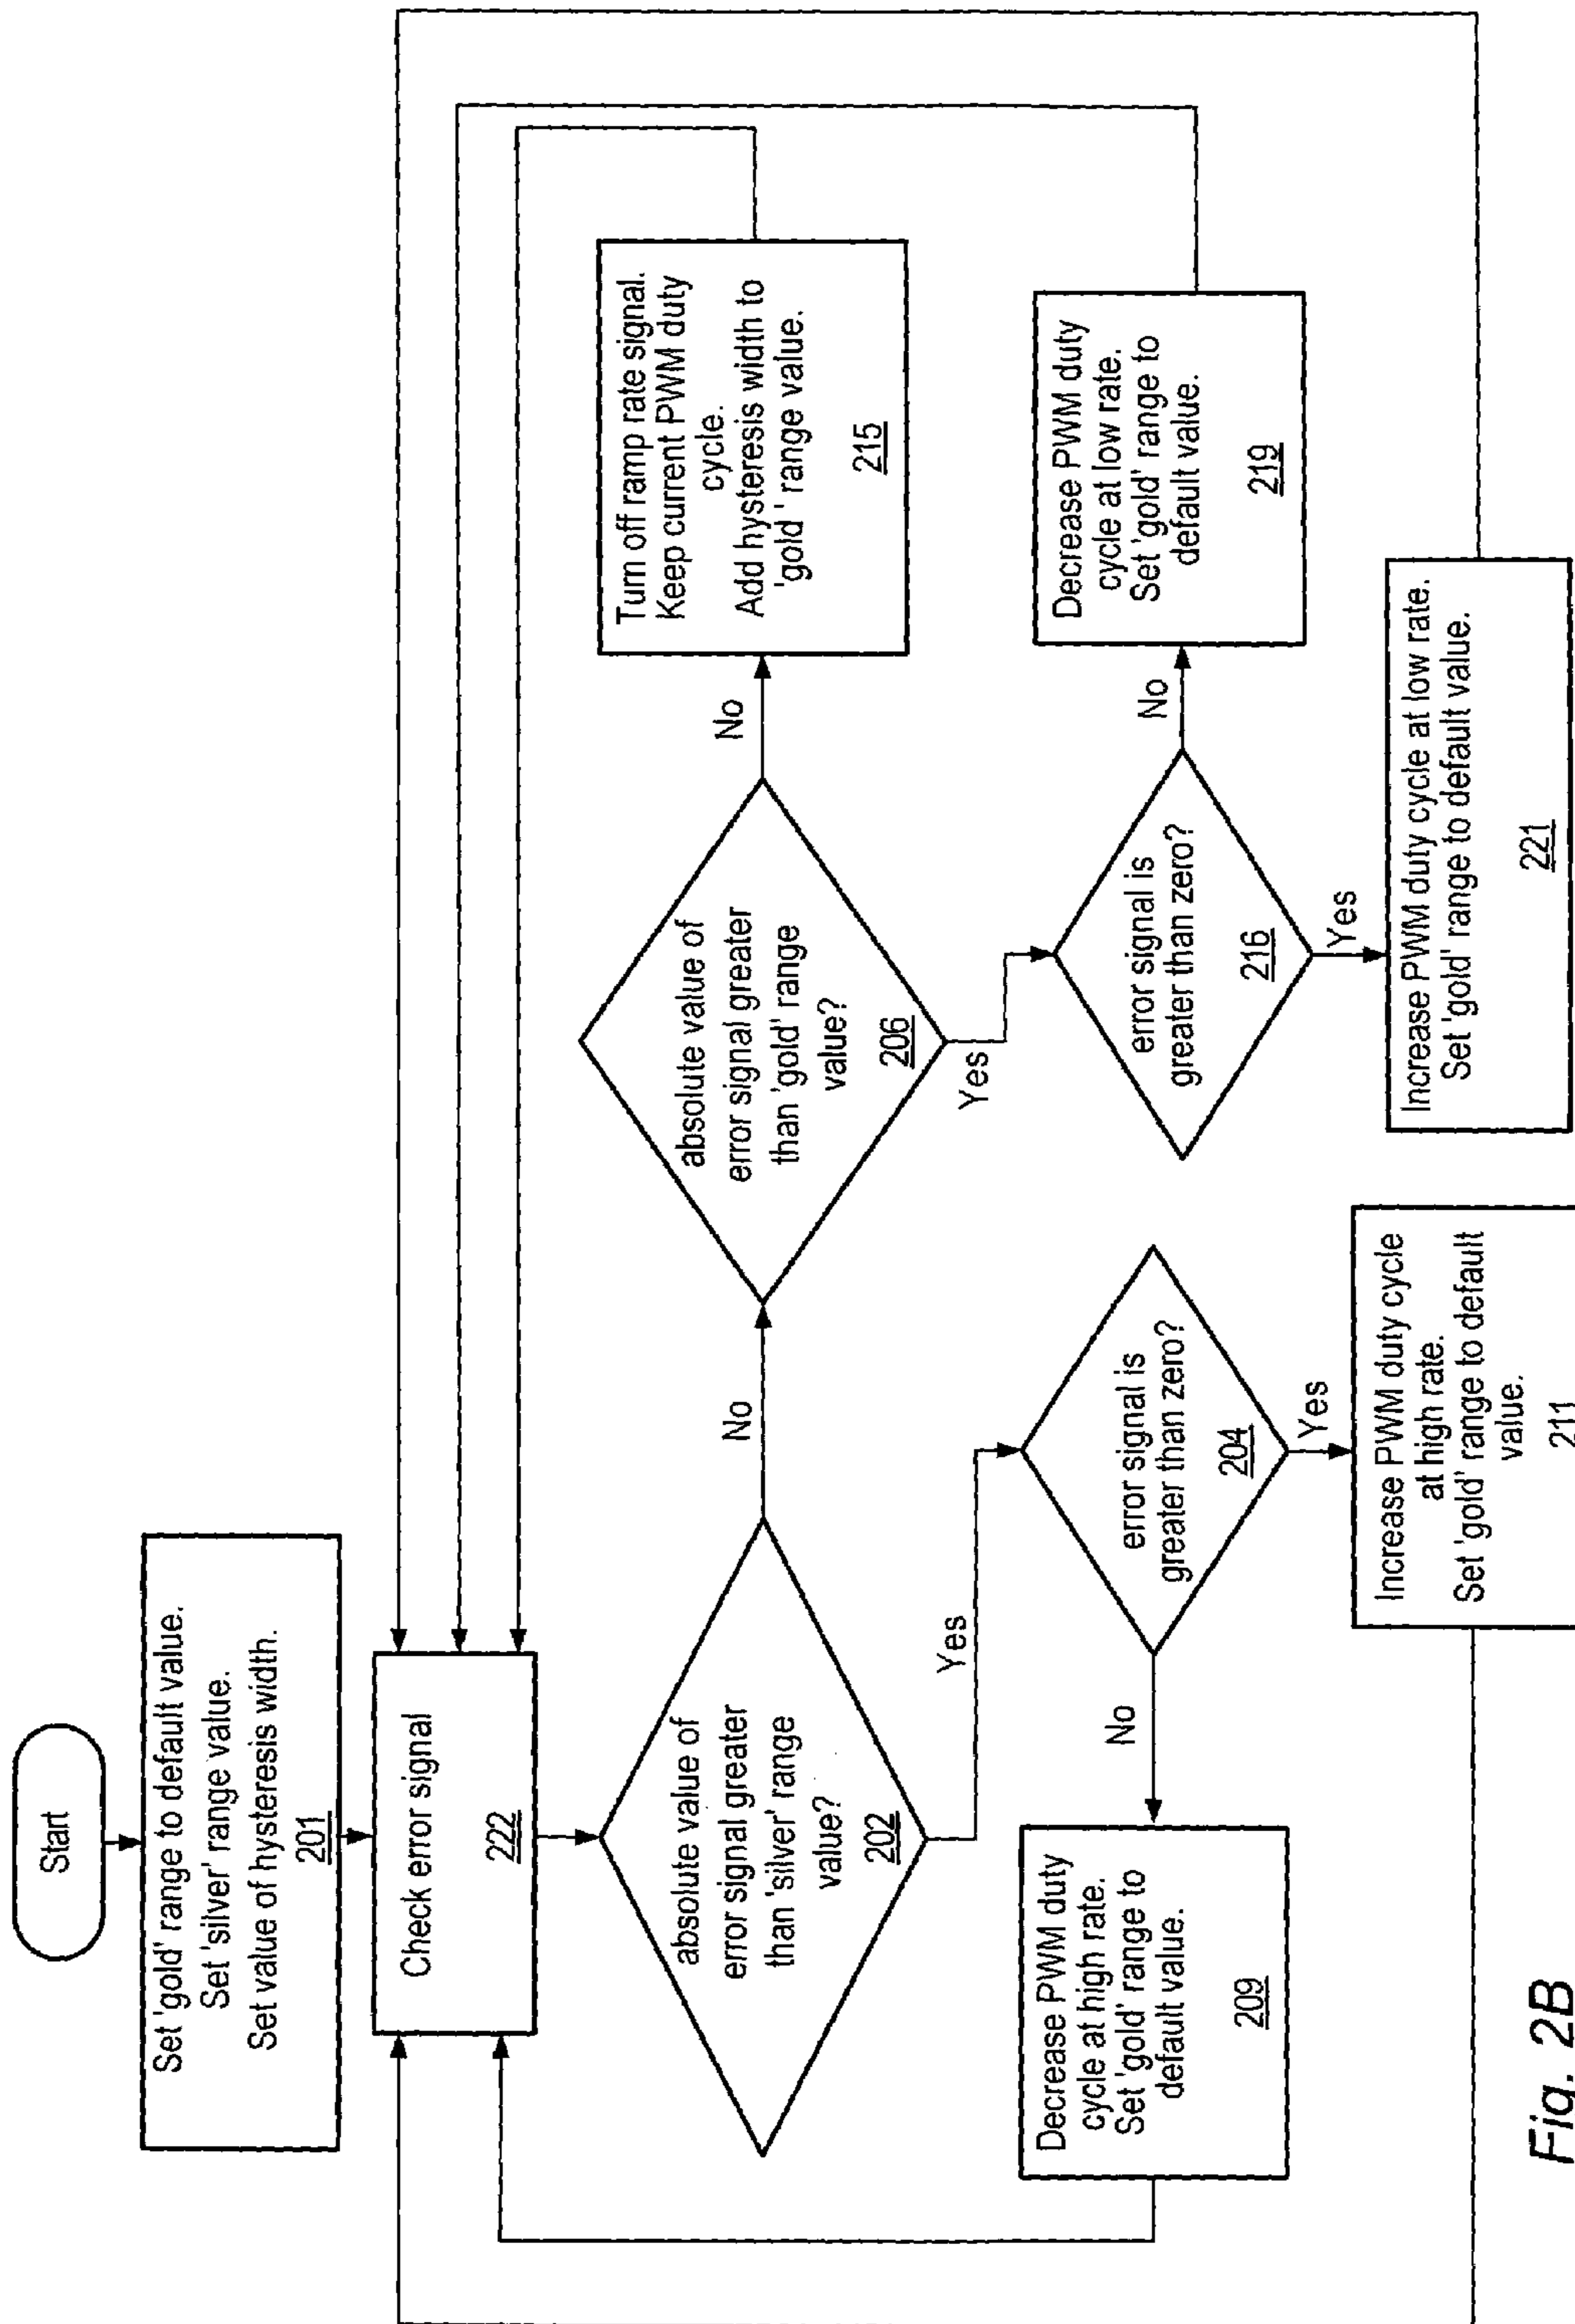 Start
Set 'gold' range to default value.
Set 'silver' range value.
Set value of hysteresis width.
201
Check error signal
222
absolute value of
error signal greater
than 'silver' range
value?
202
No
Yes
absolute value of
error signal greater
than 'gold' range
value?
206
No
Yes
Turn off ramp rate signal.
Keep current PWM duty
cycle.
Add hysteresis width to
'gold ' range value.
215
error signal is
greater than zero?
204
No
Yes
Decrease PWM duty
cycle at high rate.
Set 'gold' range to
default value.
209
Increase PWM duty cycle
at high rate.
Set 'gold' range to default
value.
211
error signal is
greater than zero?
216
No
Yes
Decrease PWM duty
cycle at low rate.
Set 'gold' range to
default value.
219
Increase PWM duty cycle at low rate.
Set 'gold' range to default value.
221
Fig. 2B